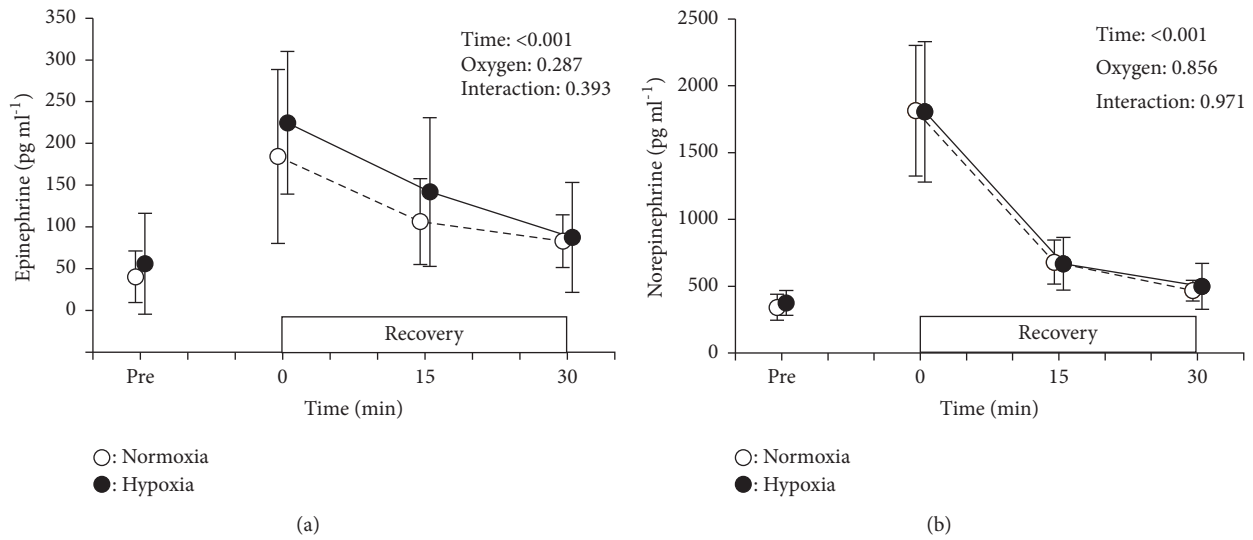 350
300
250
200
150
100
50
0
Epinephrine (pg ml-1)
Time: <0.001
Oxygen: 0.287
Interaction: 0.393
Recovery
Pre 0 15 30
Time (min)
: Normoxia
: Hypoxia
(a)
2500
2000
1500
1000
500
0
Norepinephrine (pg ml-1)
Time: <0.001
Oxygen: 0.856
Interaction: 0.971
Recovery
Pre 0 15 30
Time (min)
: Normoxia
: Hypoxia
(b)